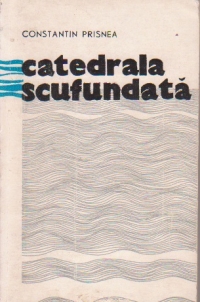 CONSTANTIN PRISNEA
catedrala
scufundată